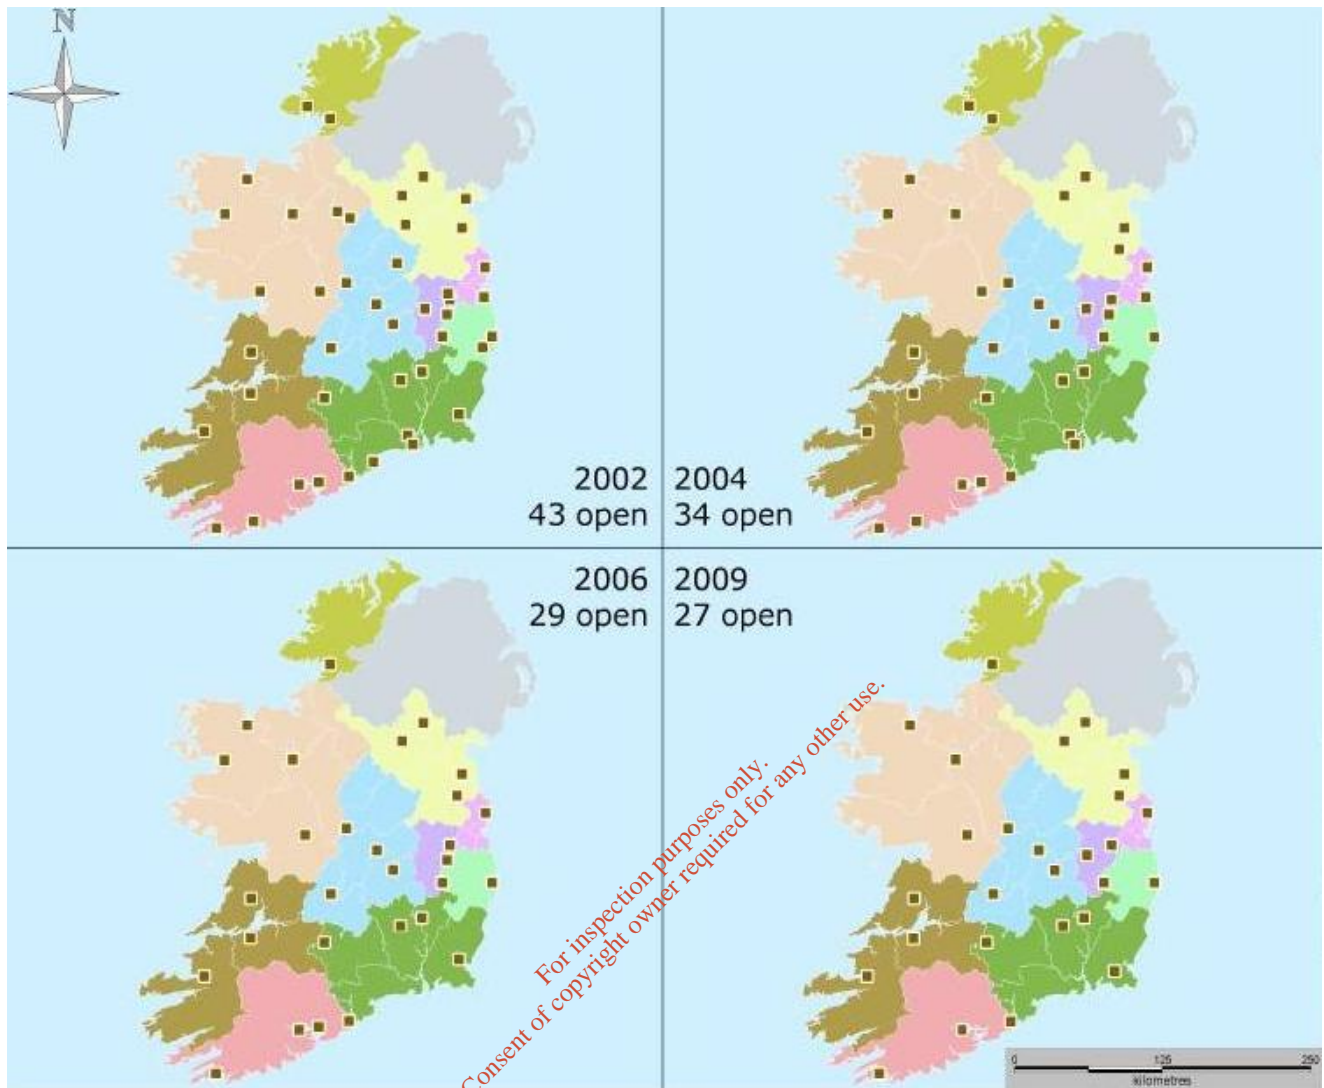 N
2002
43 open
2004
34 open
2006
29 open
2009
27 open
For inspection purposes only.
Consent of copyright owner required for any other use.
0 125 250
kilometres